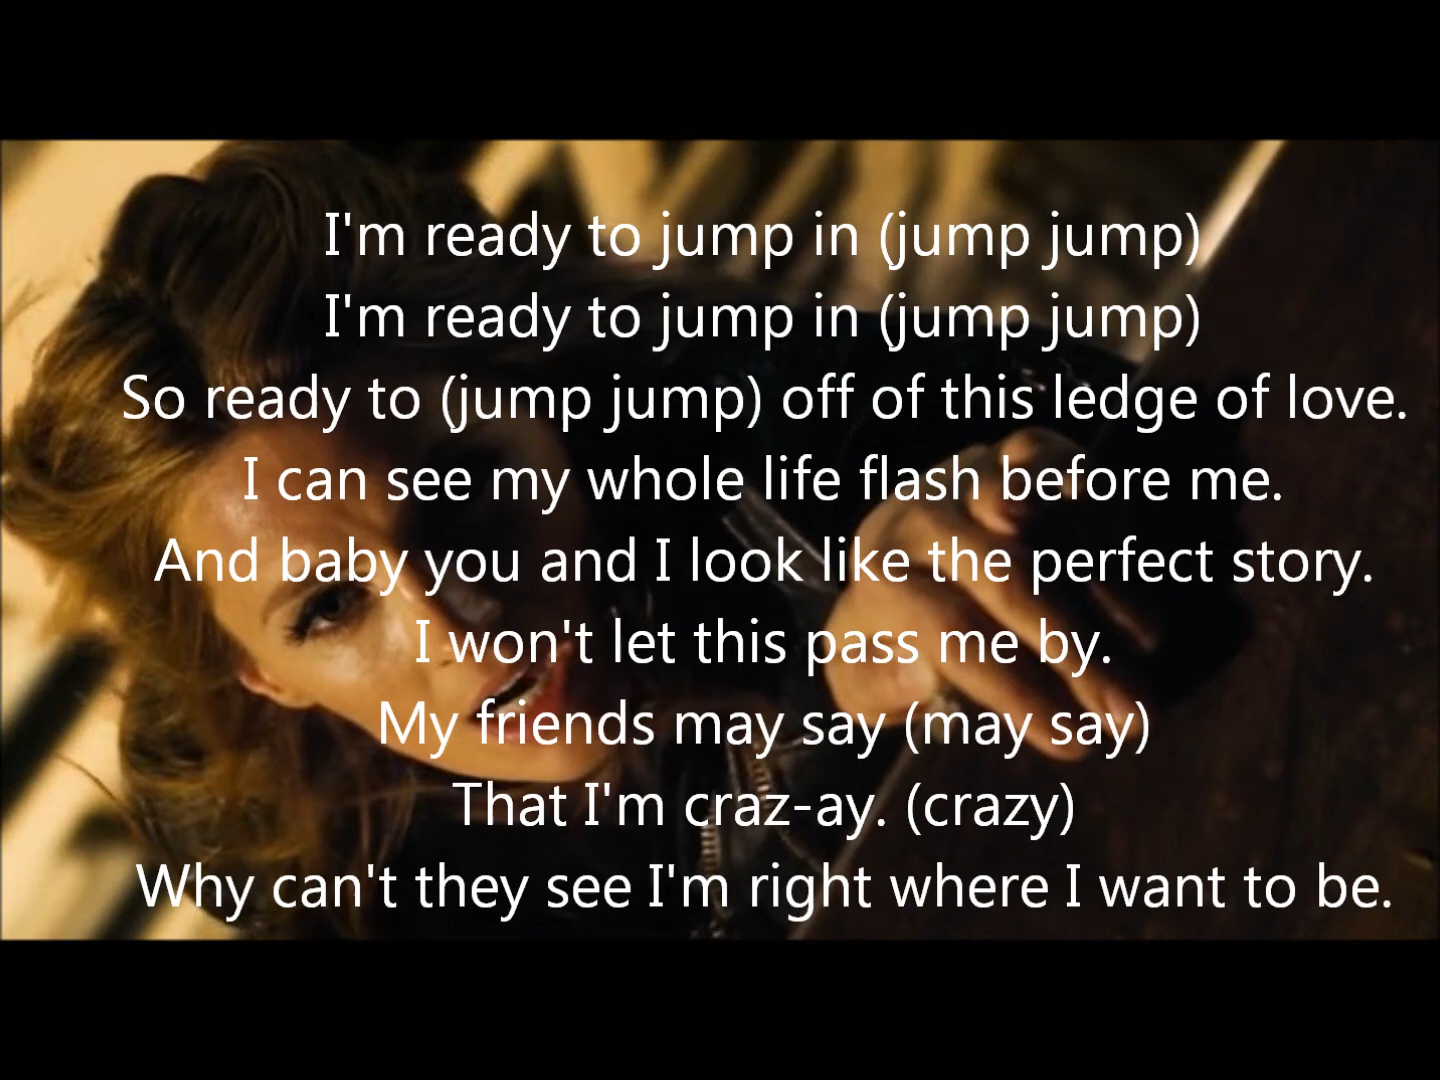 I'm ready to jump in (jump jump)
I'm ready to jump in (jump jump)
So ready to (jump jump) off of this ledge of love.
I can see my whole life flash before me.
And baby you and I look like the perfect story.
I won't let this pass me by.
My friends may say (may say)
That I'm craz-ay. (crazy)
Why can't they see I'm right where I want to be.